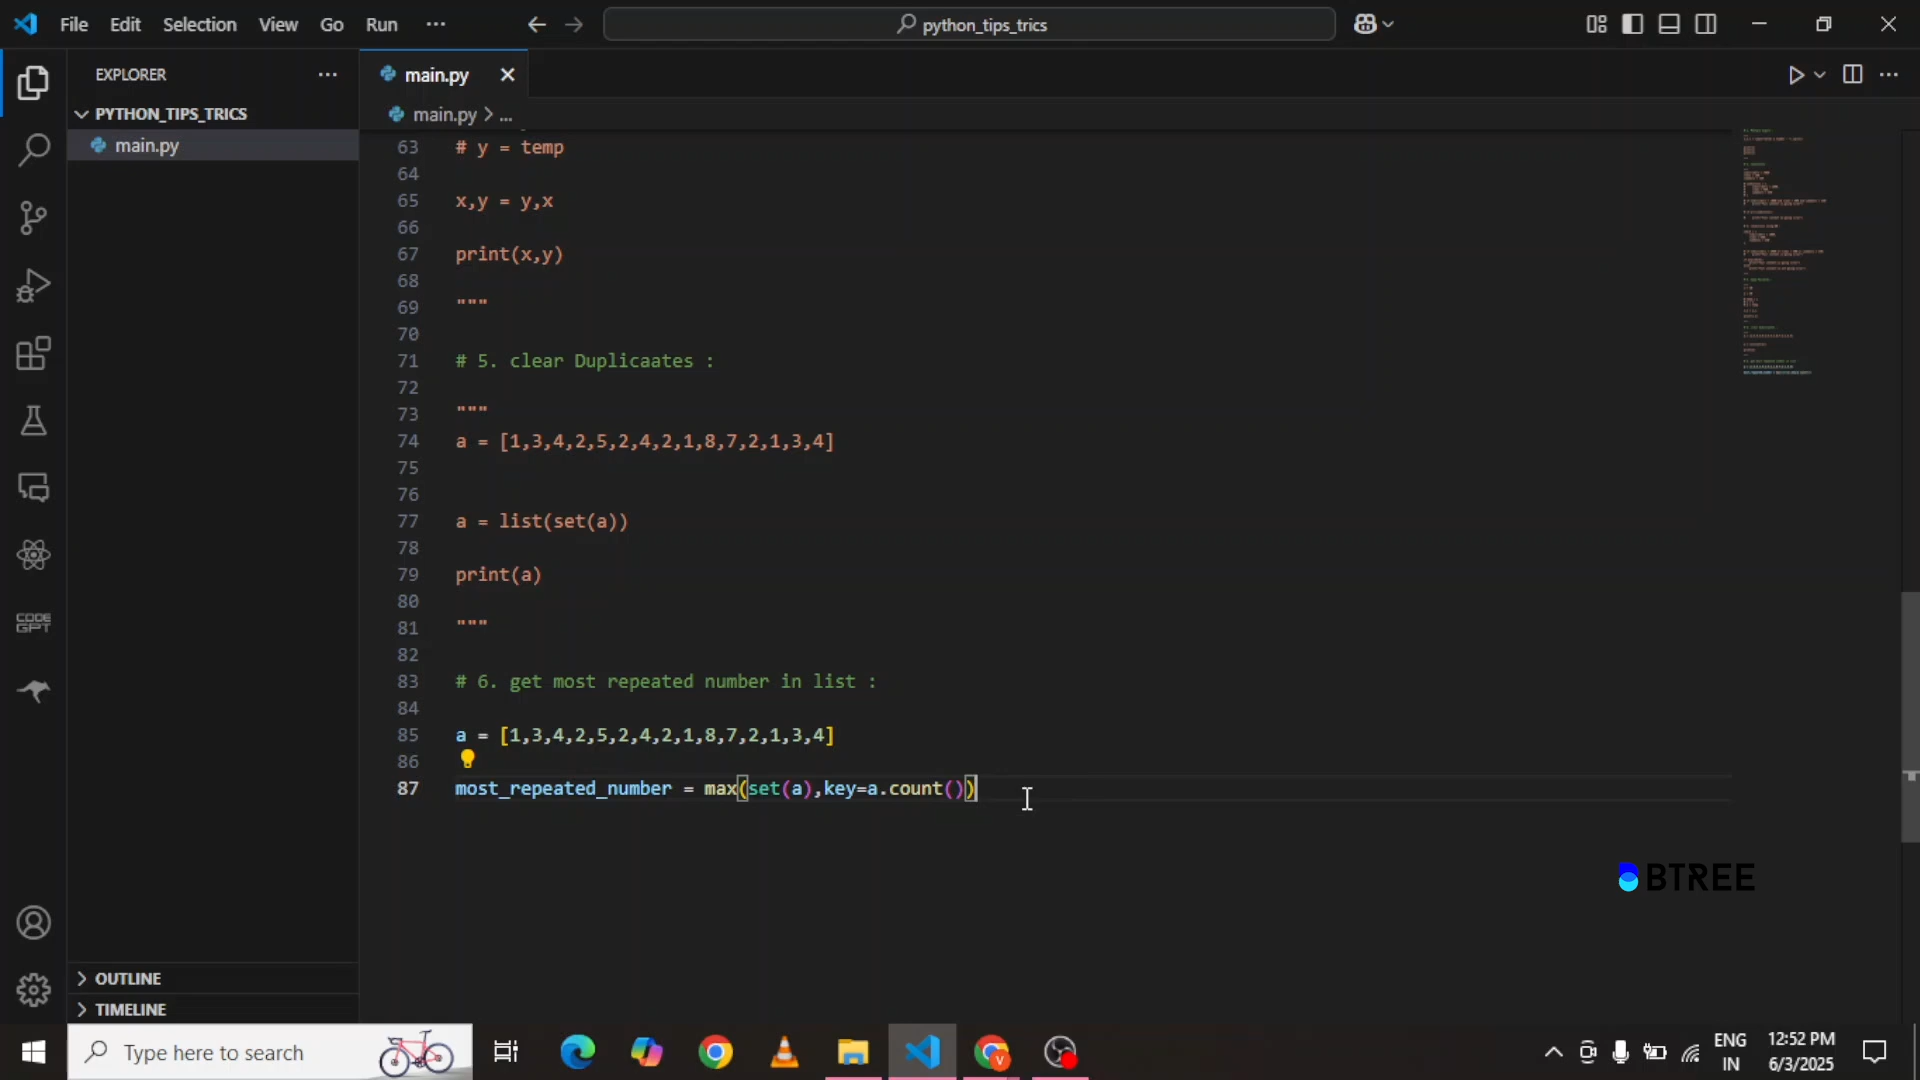 File Edit Selection View Go Run ...
python_tips_trics
EXPLORER
PYTHON_TIPS_TRICS
main.py
main.py
main.py > ...
63 # y = temp
64
65 x,y = y,x
66
67 print(x,y)
68
69 """
70
71 # 5. clear Duplicaates :
72
73 """
74 a = [1,3,4,2,5,2,4,2,1,8,7,2,1,3,4]
75
76
77 a = list(set(a))
78
79 print(a)
80
81 """
82
83 # 6. get most repeated number in list :
84
85 a = [1,3,4,2,5,2,4,2,1,8,7,2,1,3,4]
86
87 most_repeated_number = max(set(a),key=a.count())
CODE
GPT
BTREE
OUTLINE
TIMELINE
Type here to search
V
ENG
IN
12:52 PM
6/3/2025